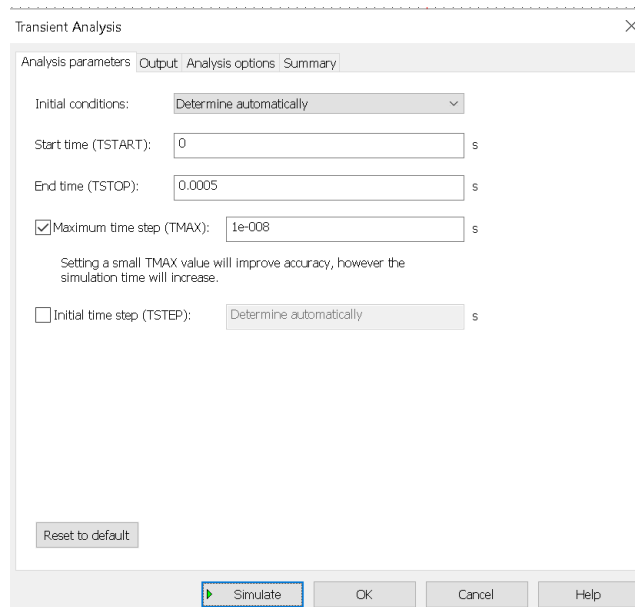 Transient Analysis
Analysis parameters Output Analysis options Summary
Initial conditions: Determine automatically
Start time (TSTART): 0 s
End time (TSTOP): 0.0005 s
Maximum time step (TMAX): 1e-008 s
Setting a small TMAX value will improve accuracy, however the
simulation time will increase.
Initial time step (TSTEP): Determine automatically s
Reset to default
Simulate OK Cancel Help